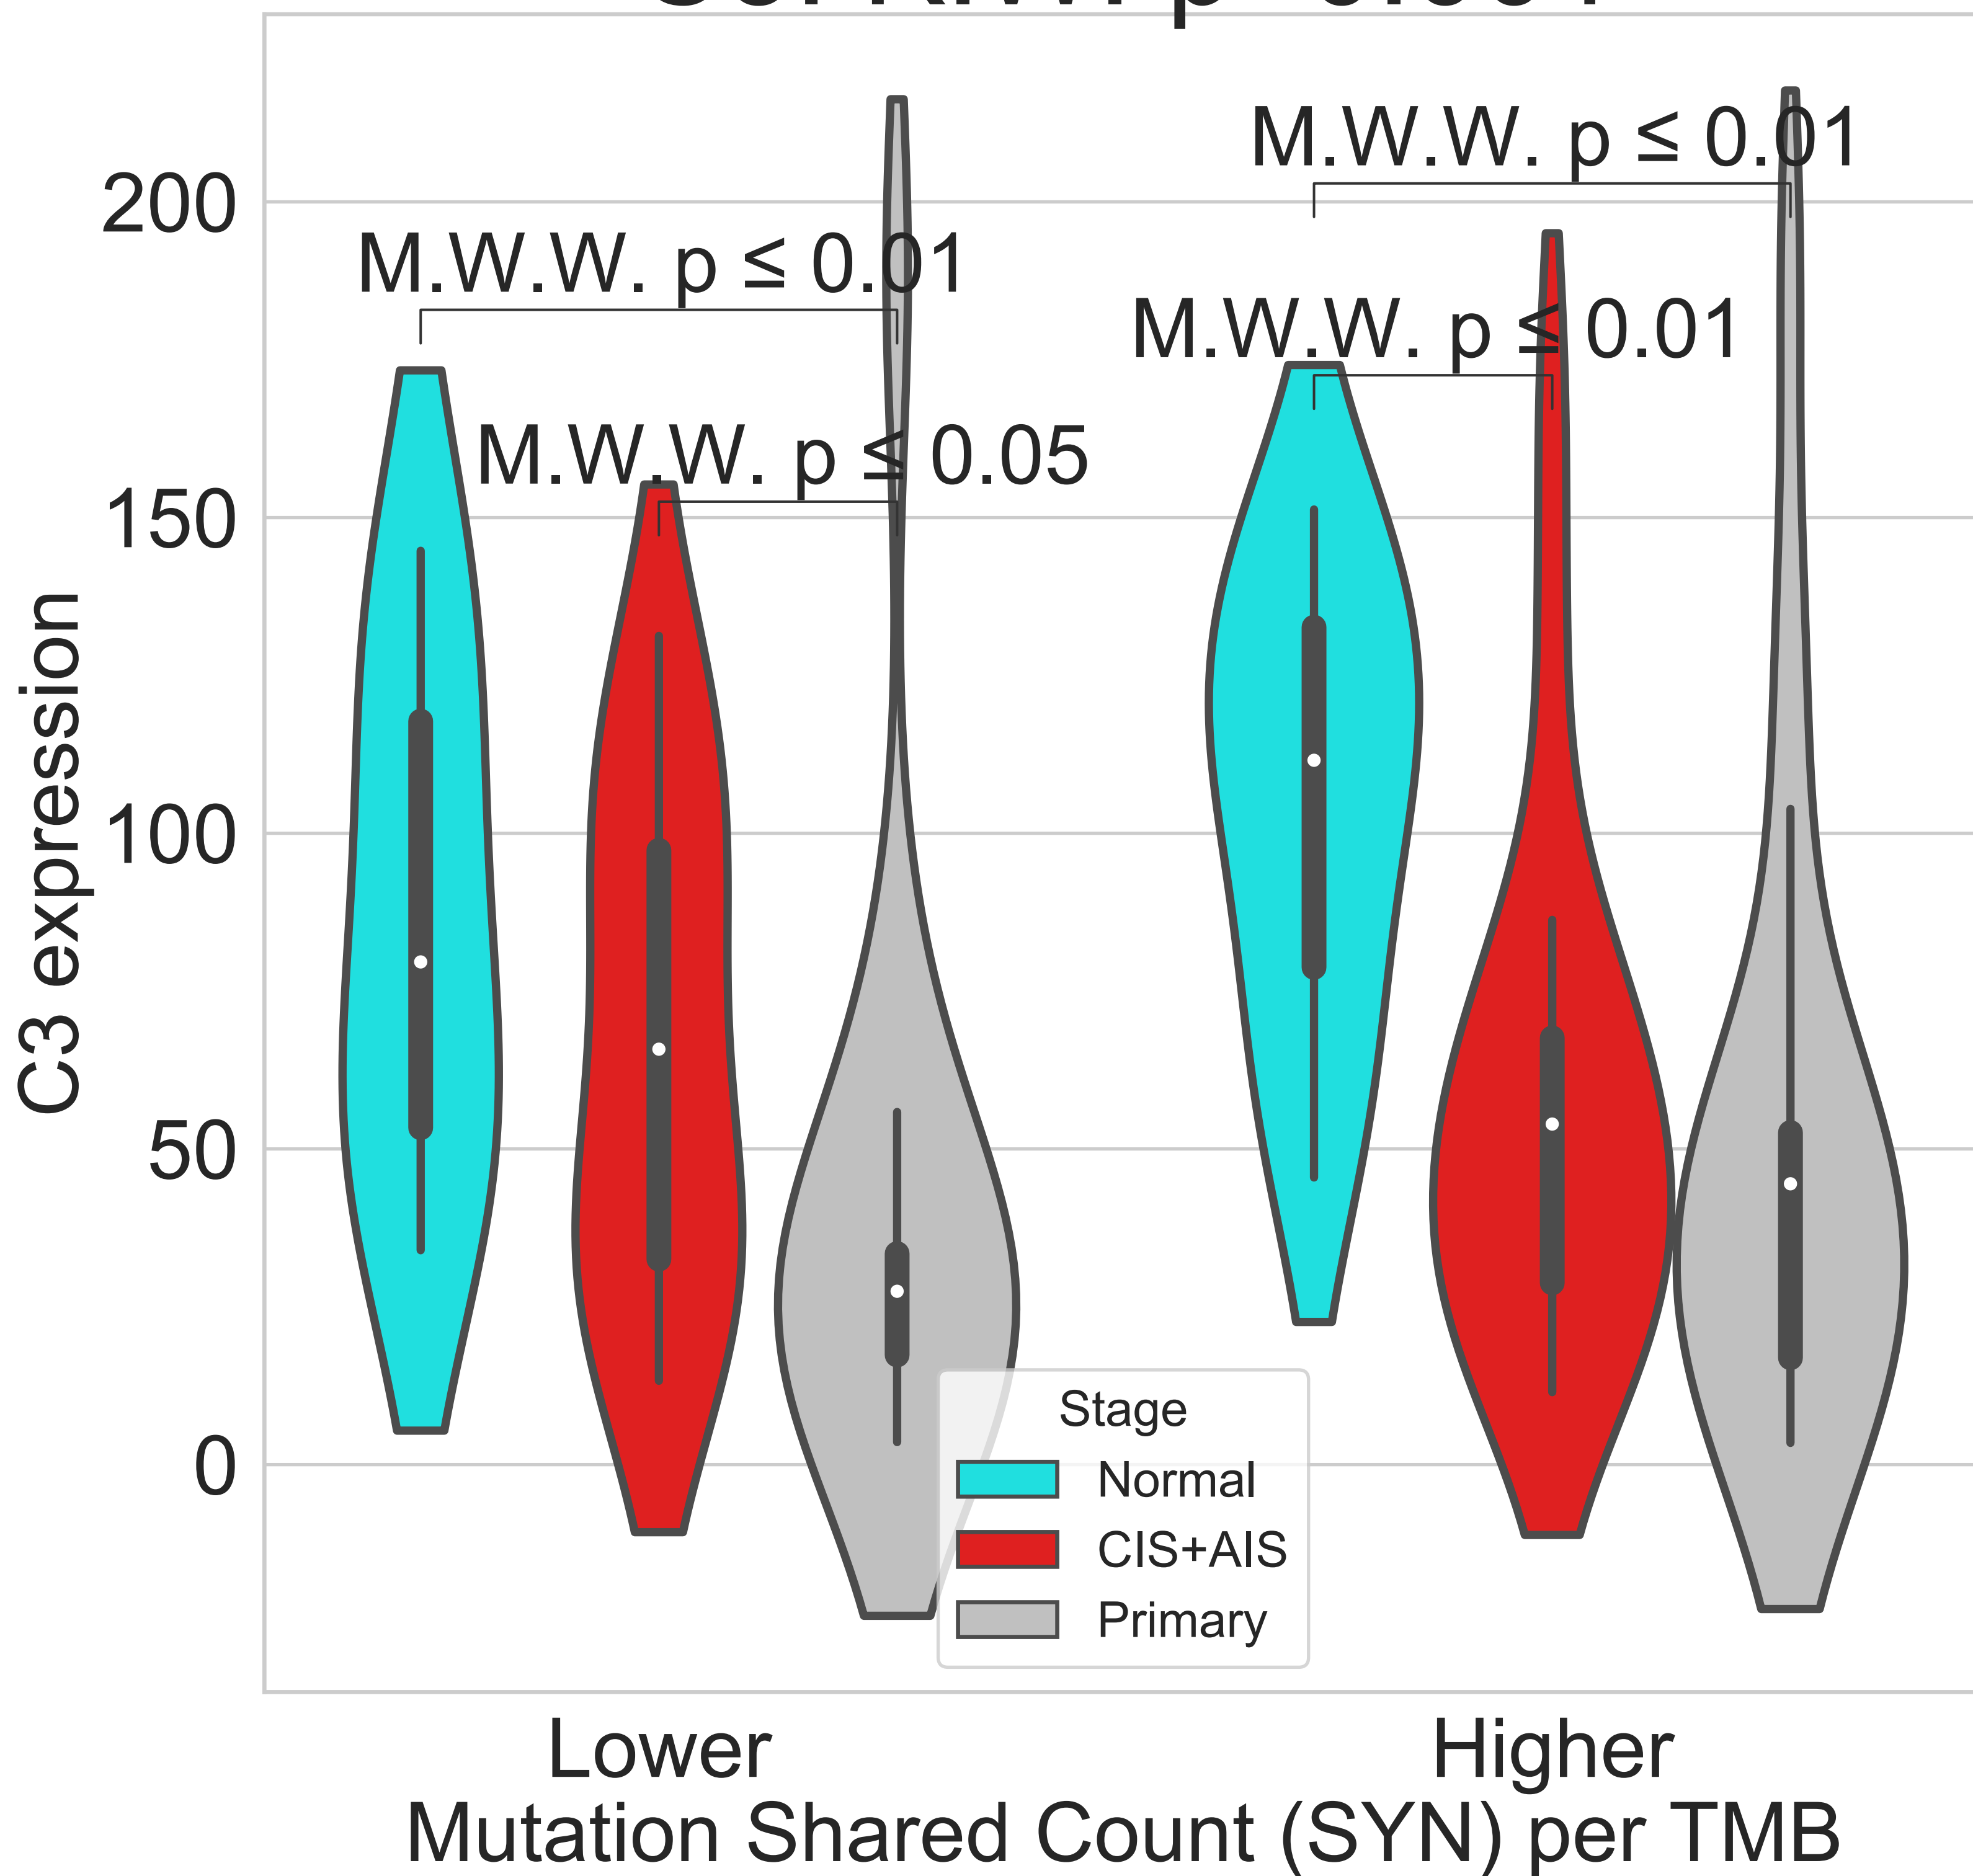 M.W.W. p ≤ 0.01
M.W.W. p ≤ 0.01
M.W.W. p ≤ 0.01
M.W.W. p ≤ 0.05
200
150
100
50
0
C3 expression
Stage
Normal
CIS+AIS
Primary
Lower
Higher
Mutation Shared Count (SYN) per TMB